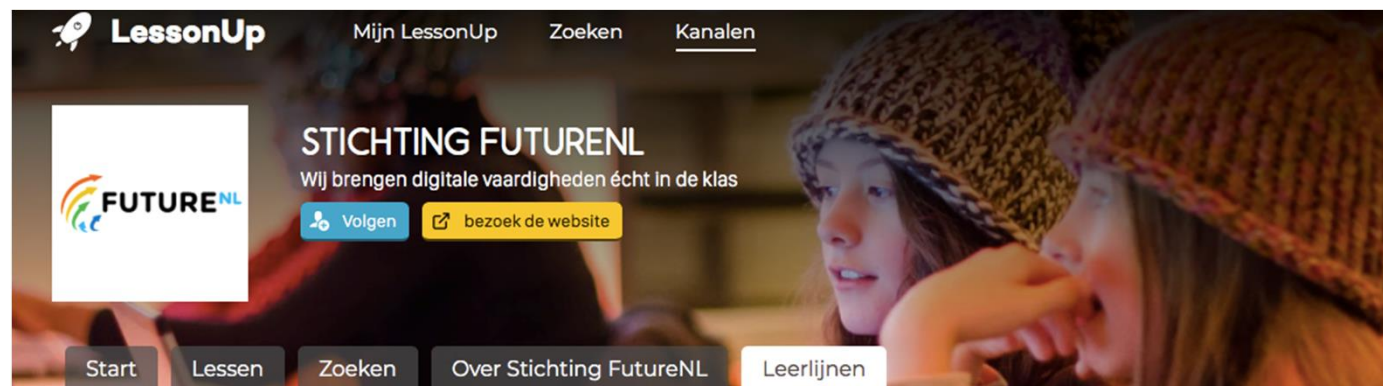 LessonUp Mijn LessonUp Zoeken Kanalen
STICHTING FUTURENL
Wij brengen digitale vaardigheden écht in de klas
FUTURENL
Volgen bezoek de website
Start Lessen Zoeken Over Stichting FutureNL Leerlijnen